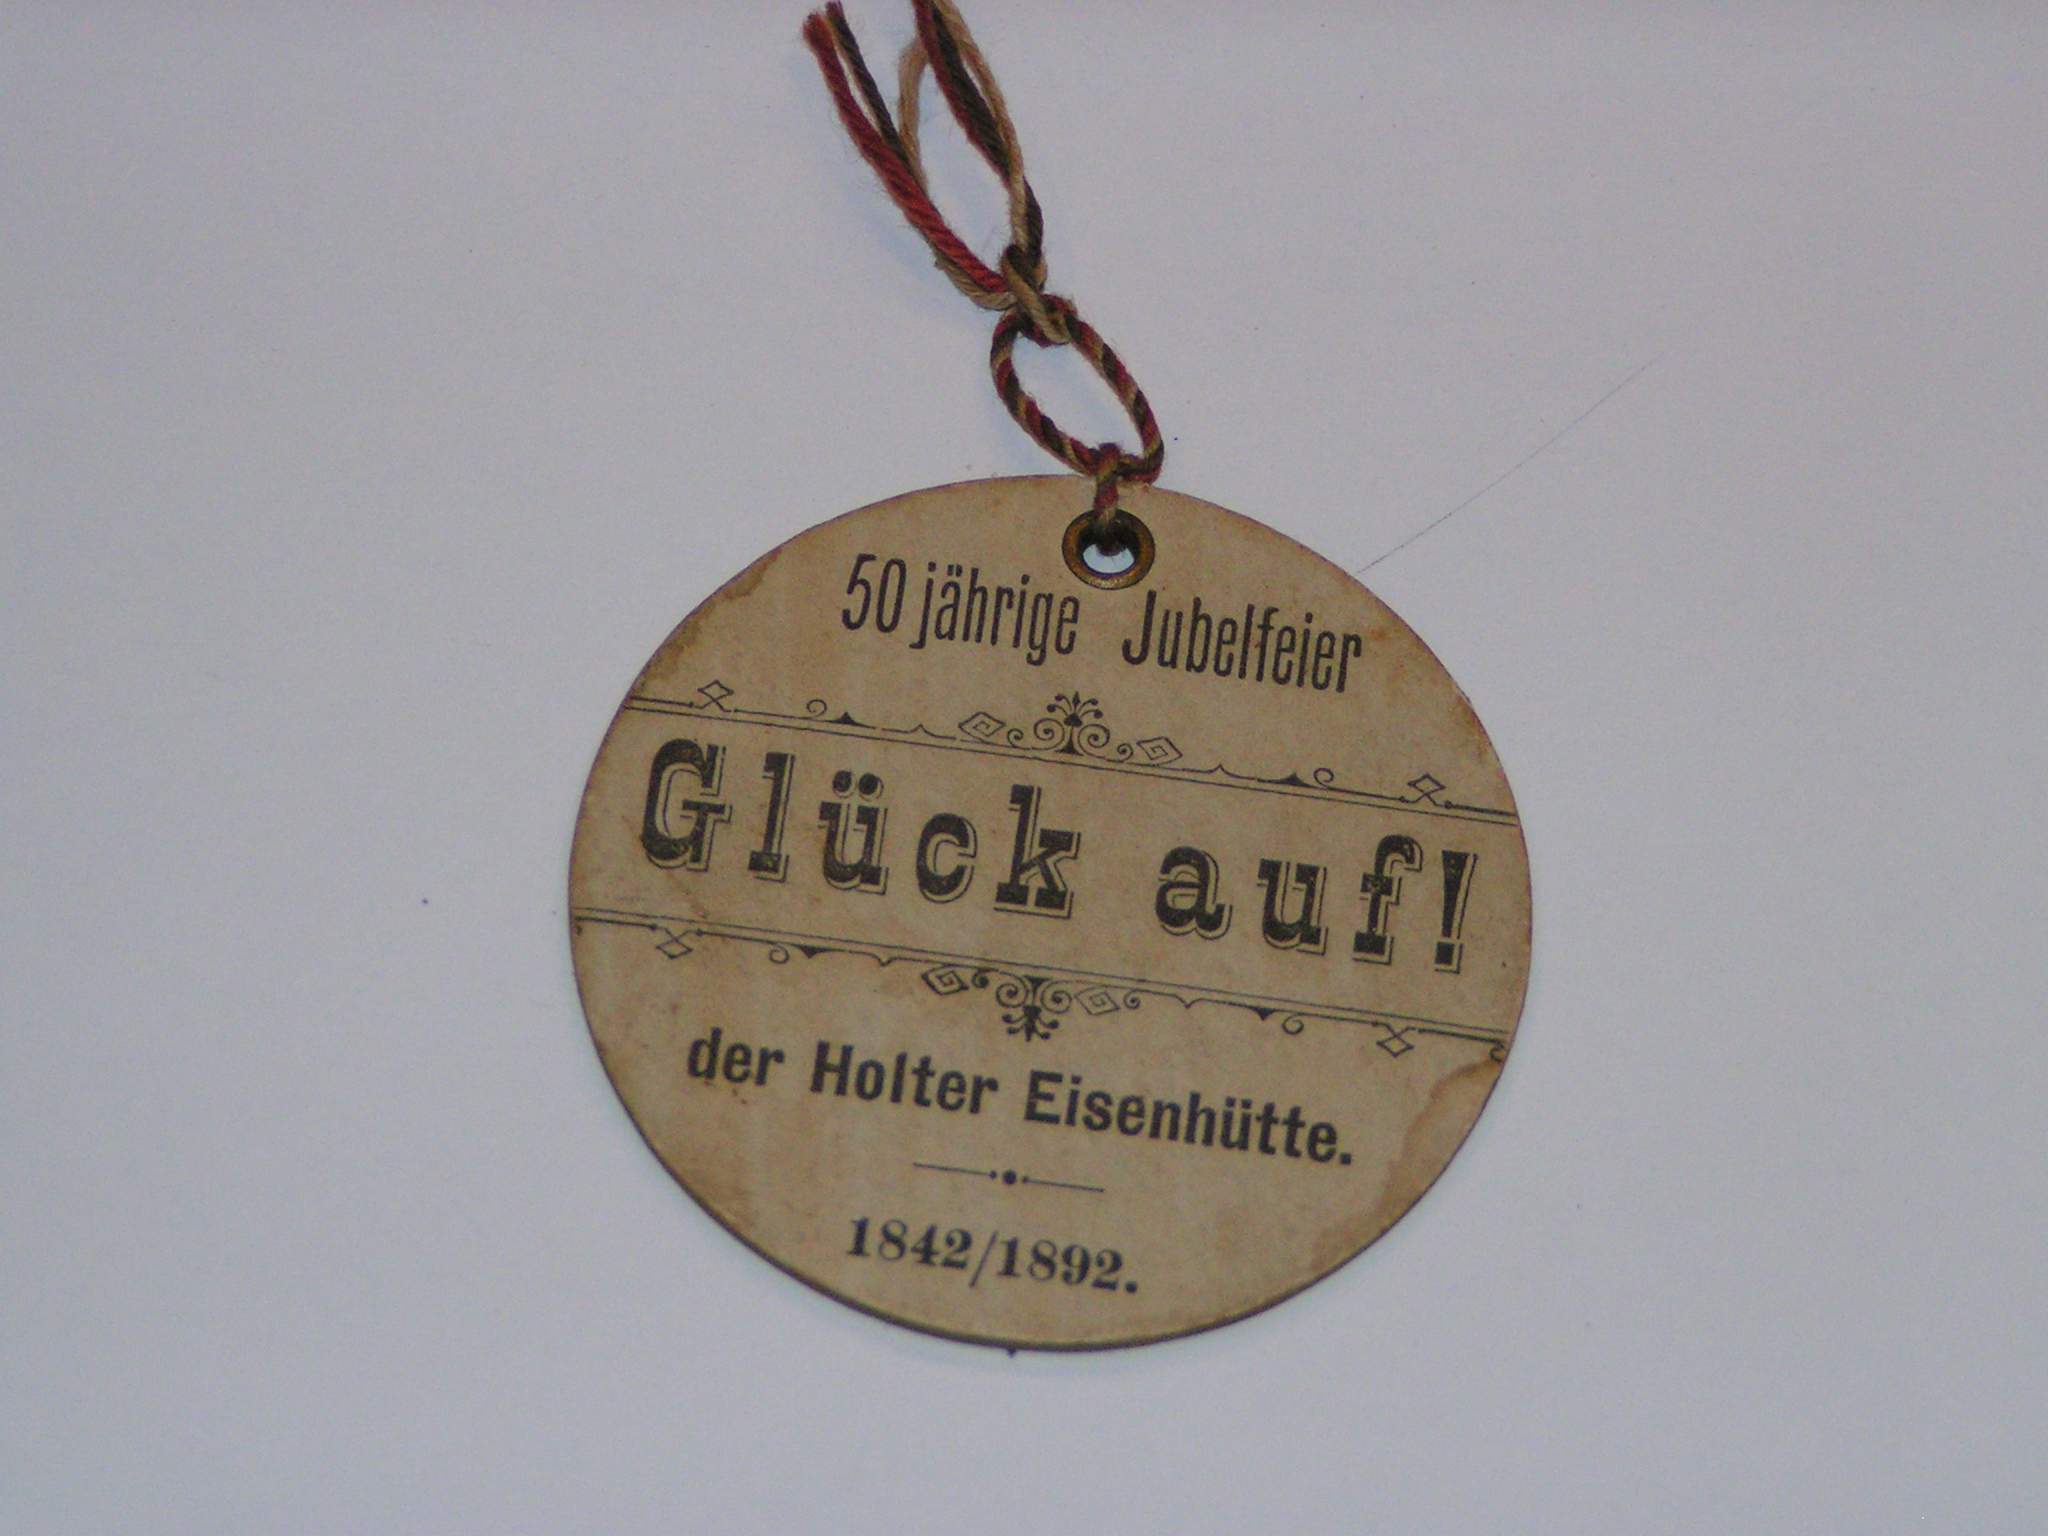 50 jährige Jubelfeier
Glück auf!
der Holter Eisenhütte.
1842/1892.